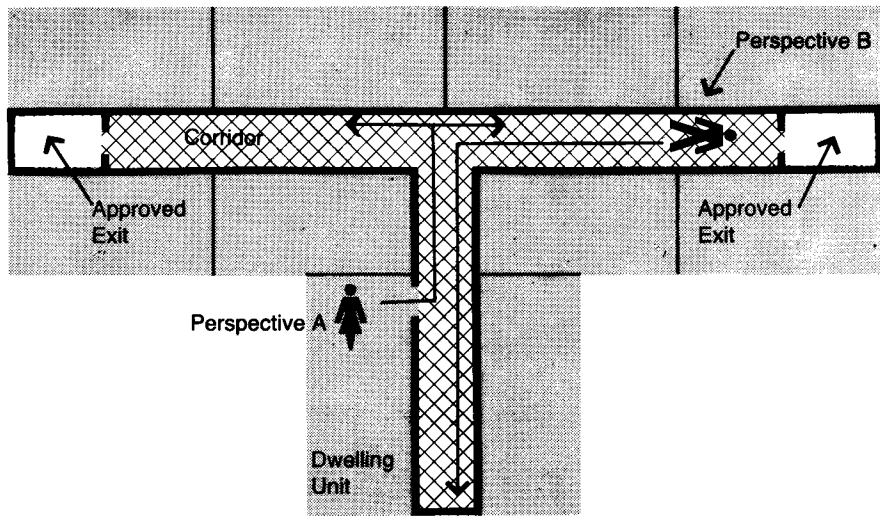 Perspective B
Corridor
Approved
Exit
Approved
Exit
Perspective A
Dwelling
Unit